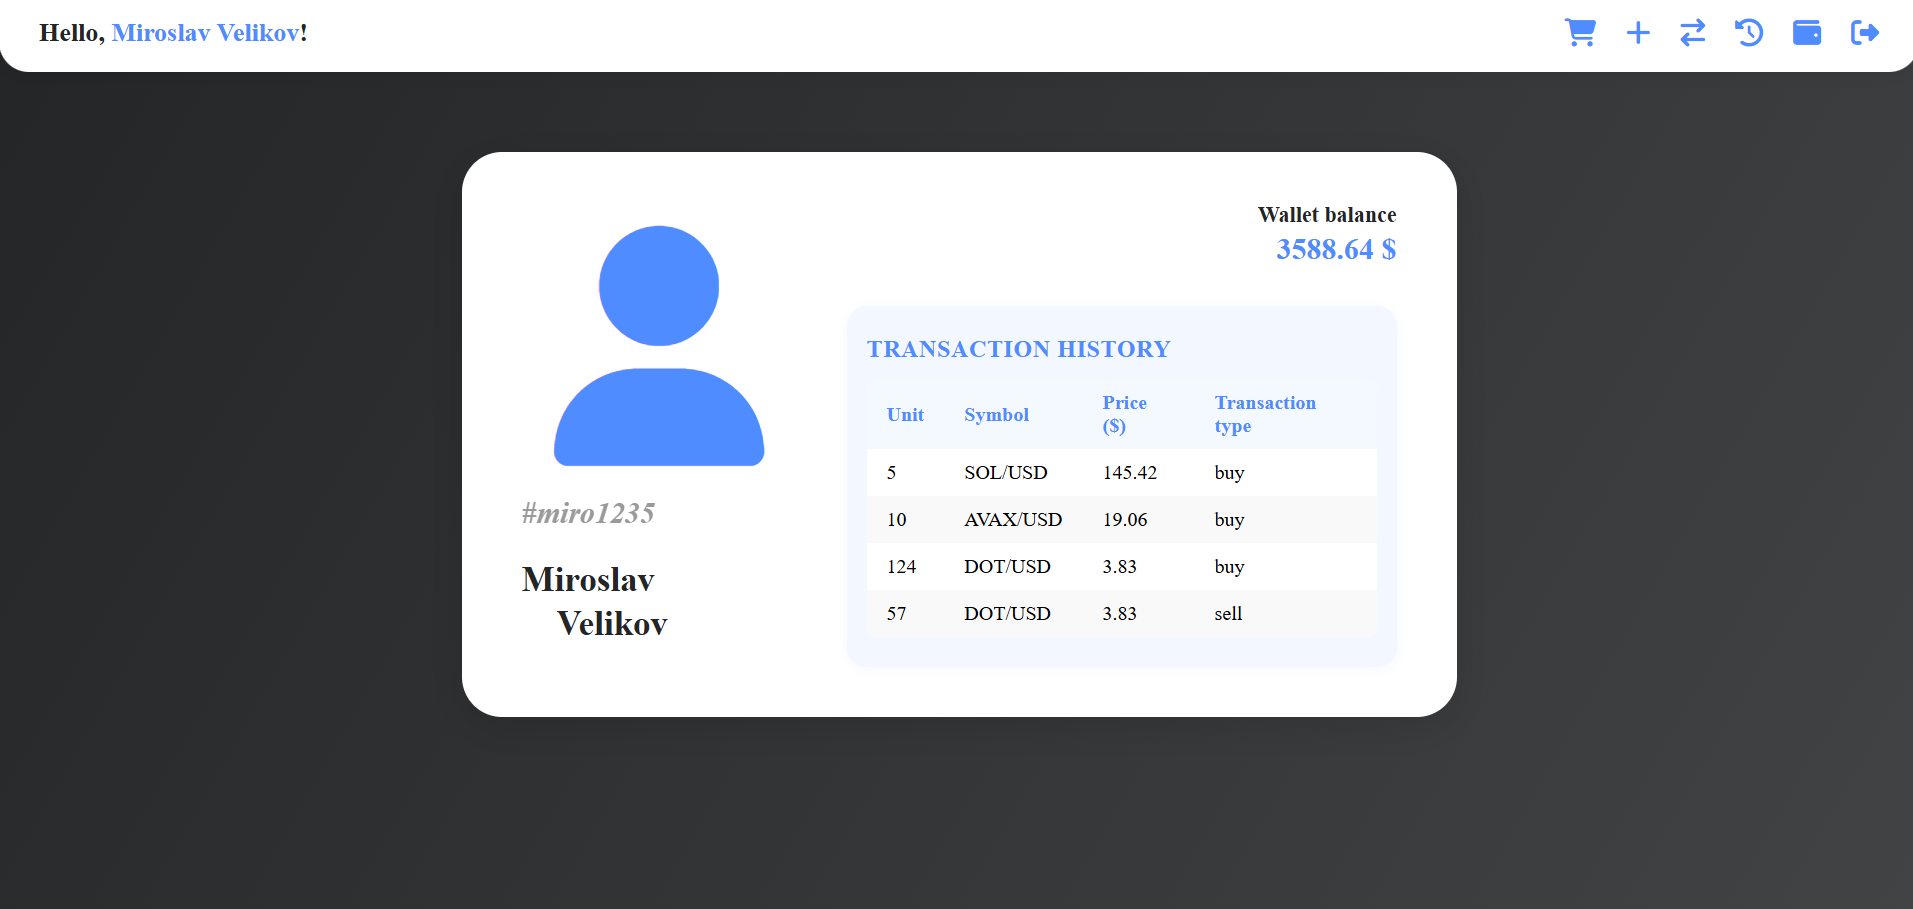 Hello, Miroslav Velikov!
Wallet balance
3588.64 $
#miro1235
Miroslav
Velikov
TRANSACTION HISTORY
Unit Symbol Price ($) Transaction type
5 SOL/USD 145.42 buy
10 AVAX/USD 19.06 buy
124 DOT/USD 3.83 buy
57 DOT/USD 3.83 sell